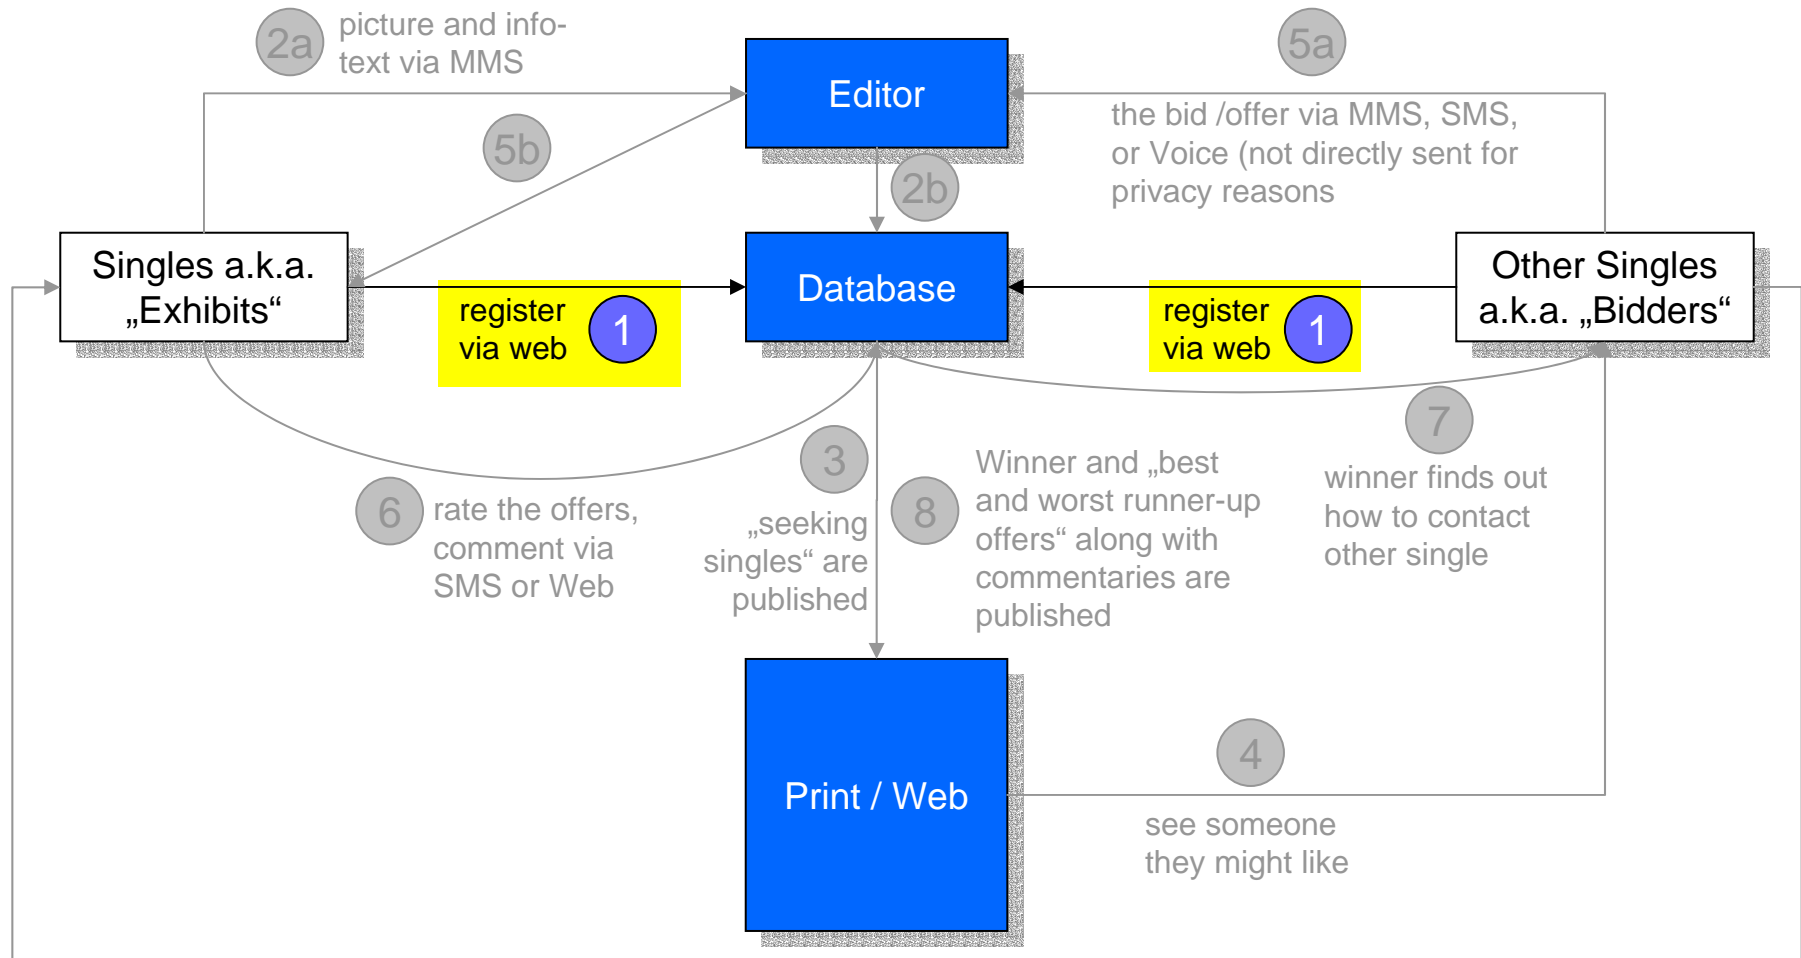 2a
picture and info-
text via MMS
Editor
5a
the bid /offer via MMS, SMS,
or Voice (not directly sent for
privacy reasons
5b
2b
Singles a.k.a.
„Exhibits“
register
via web
1
Database
register
via web
1
Other Singles
a.k.a. „Bidders“
6
rate the offers,
comment via
SMS or Web
3
„seeking
singles“ are
published
8
Winner and „best
and worst runner-up
offers“ along with
commentaries are
published
7
winner finds out
how to contact
other single
Print / Web
4
see someone
they might like